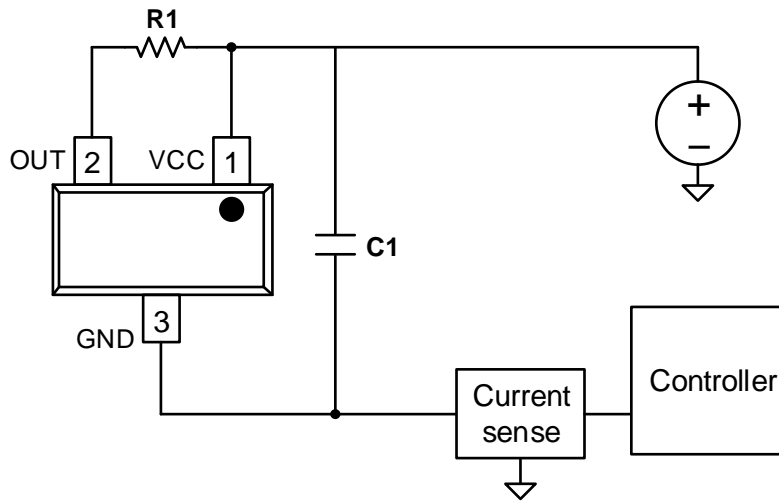 R1
OUT 2 VCC 1
+
–
C1
3
GND
Current
sense
Controller